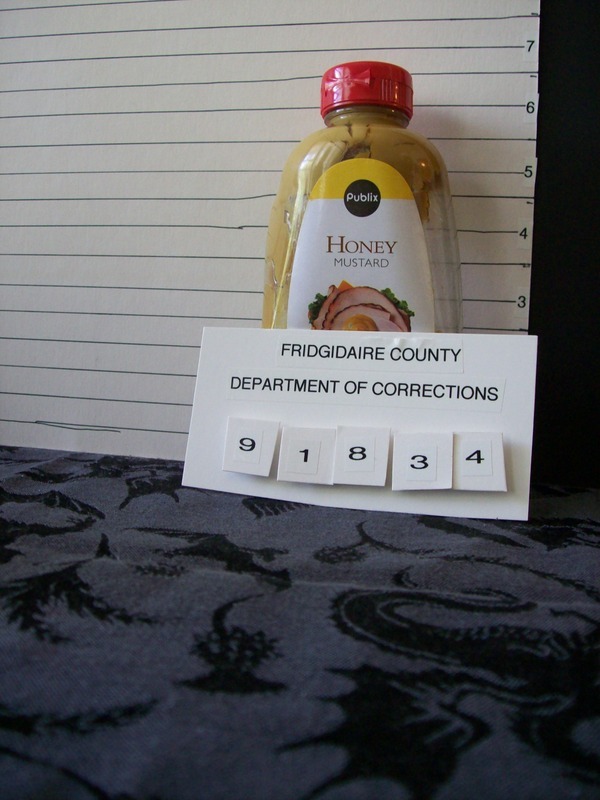 7
6
5
4
3
Publix
HONEY
MUSTARD
FRIDGIDAIRE COUNTY
DEPARTMENT OF CORRECTIONS
9 1 8 3 4